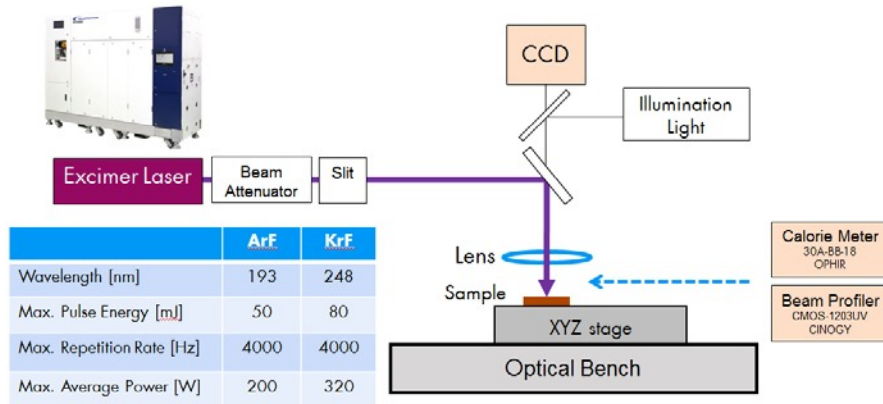 CCD
Illumination
Light
Excimer Laser
Beam
Attenuator
Slit
ArF
KrF
Wavelength [nm]
193
248
Max. Pulse Energy [mJ]
50
80
Max. Repetition Rate [Hz]
4000
4000
Max. Average Power [W]
200
320
Lens
Sample
XYZ stage
Optical Bench
Calorie Meter
30A-BB-18
OPHIR
Beam Profiler
CMOS-1203UV
CINOGY